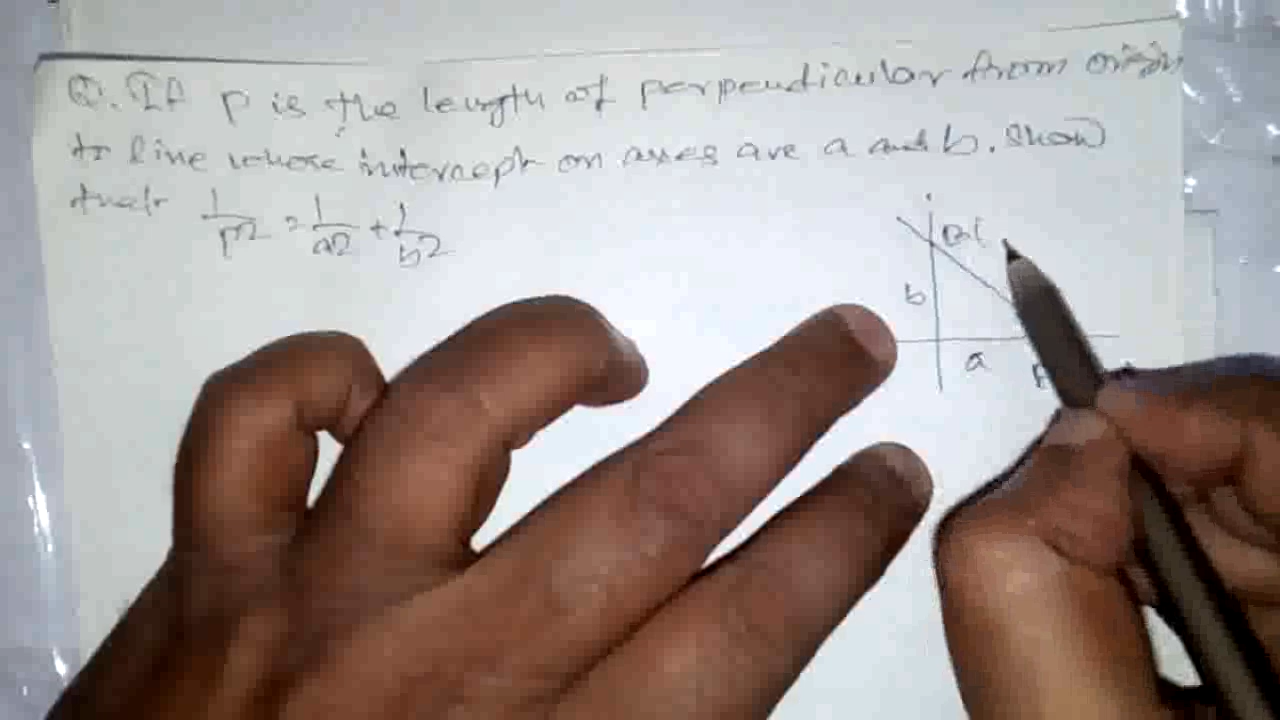 Q. If p is the length of perpendicular from origin
to line whose intercept on axes are a and b. show
that 1/p2 = 1/a2 + 1/b2
B(
b
a